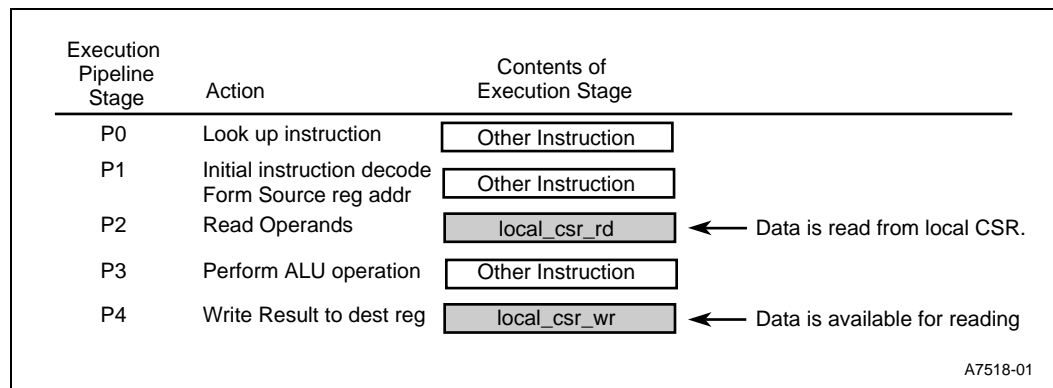 Execution
Pipeline
Stage
Action
Contents of
Execution Stage
P0 Look up instruction Other Instruction
P1 Initial instruction decode
Form Source reg addr Other Instruction
P2 Read Operands local_csr_rd Data is read from local CSR.
P3 Perform ALU operation Other Instruction
P4 Write Result to dest reg local_csr_wr Data is available for reading
A7518-01